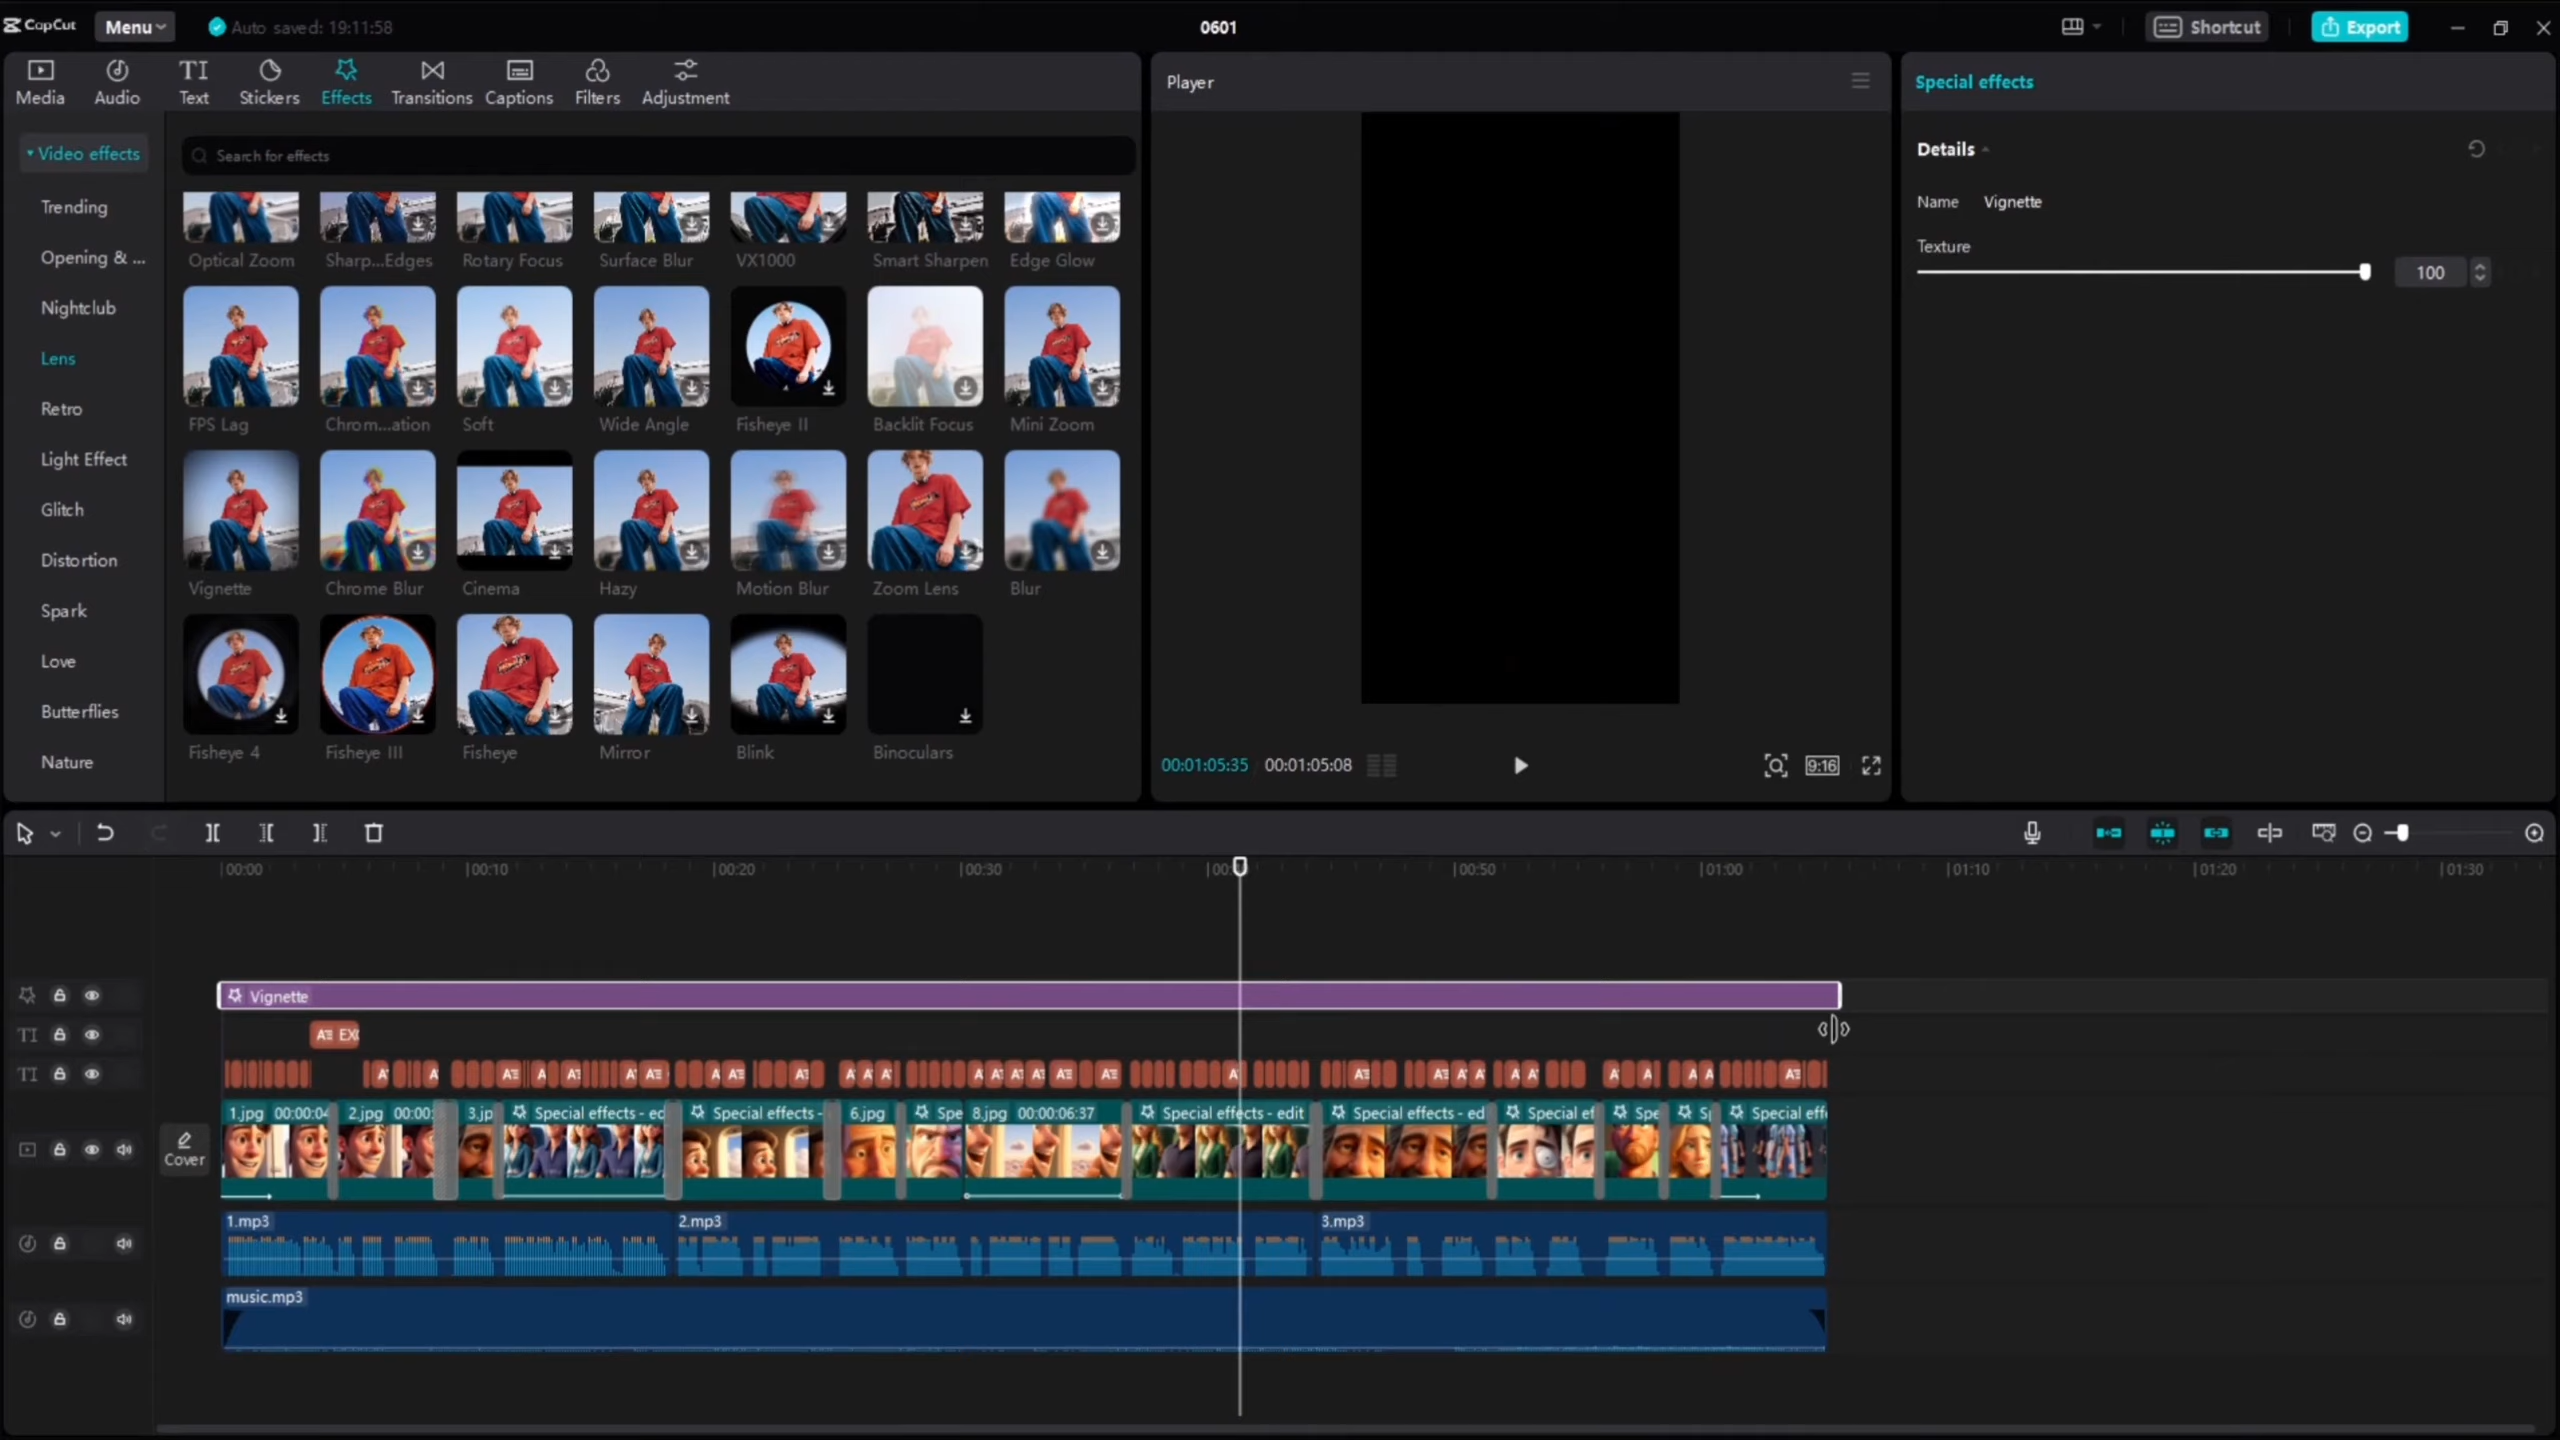 CapCut Menu Auto saved: 19:11:58 0601 Shortcut Export
Media Audio Text Stickers Effects Transitions Captions Filters Adjustment
Player
Special effects
Video effects
Search for effects
Details
Name Vignette
Texture
100
Trending
Opening & ...
Nightclub
Lens
Retro
Light Effect
Glitch
Distortion
Spark
Love
Butterflies
Nature
Optical Zoom Sharp...Edges Rotary Focus Surface Blur VX1000 Smart Sharpen Edge Glow
FPS Lag Chrom...ation Soft Wide Angle Fisheye II Backlit Focus Mini Zoom
Vignette Chrome Blur Cinema Hazy Motion Blur Zoom Lens Blur
Fisheye 4 Fisheye III Fisheye Mirror Blink Binoculars
00:01:05:35 00:01:05:08 9:16
00:00 00:10 00:20 00:30 00:50 01:00 01:10 01:20 01:30
Vignette
Cover
1.jpg 00:00:04 2.jpg 00:00: 3.jp Special effects - ed Special effects - 6.jpg Spe 8.jpg 00:00:06:37 Special effects - edit Special effects - ed Special ef Spe Sp Special eff
1.mp3 2.mp3 3.mp3
music.mp3